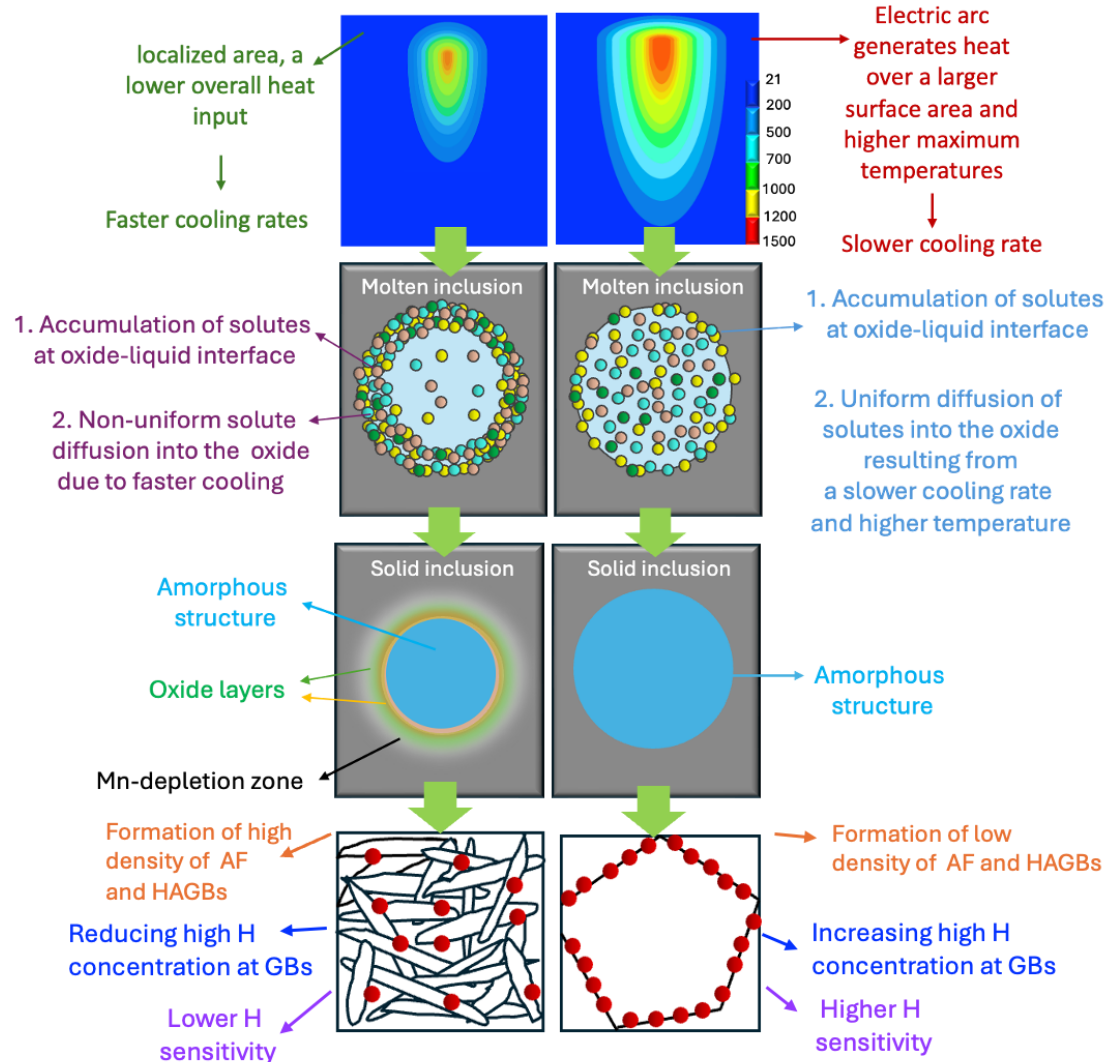 localized area, a
lower overall heat
input
Faster cooling rates
Electric arc
generates heat
over a larger
surface area and
higher maximum
temperatures
Slower cooling rate
21
200
500
700
1000
1200
1500
Molten inclusion
Molten inclusion
1. Accumulation of solutes
at oxide-liquid interface
2. Non-uniform solute
diffusion into the oxide
due to faster cooling
1. Accumulation of solutes
at oxide-liquid interface
2. Uniform diffusion of
solutes into the oxide
resulting from
a slower cooling rate
and higher temperature
Solid inclusion
Solid inclusion
Amorphous
structure
Oxide layers
Mn-depletion zone
Amorphous
structure
Formation of high
density of AF
and HAGBs
Reducing high H
concentration at GBs
Lower H
sensitivity
Formation of low
density of AF and HAGBs
Increasing high H
concentration at GBs
Higher H
sensitivity